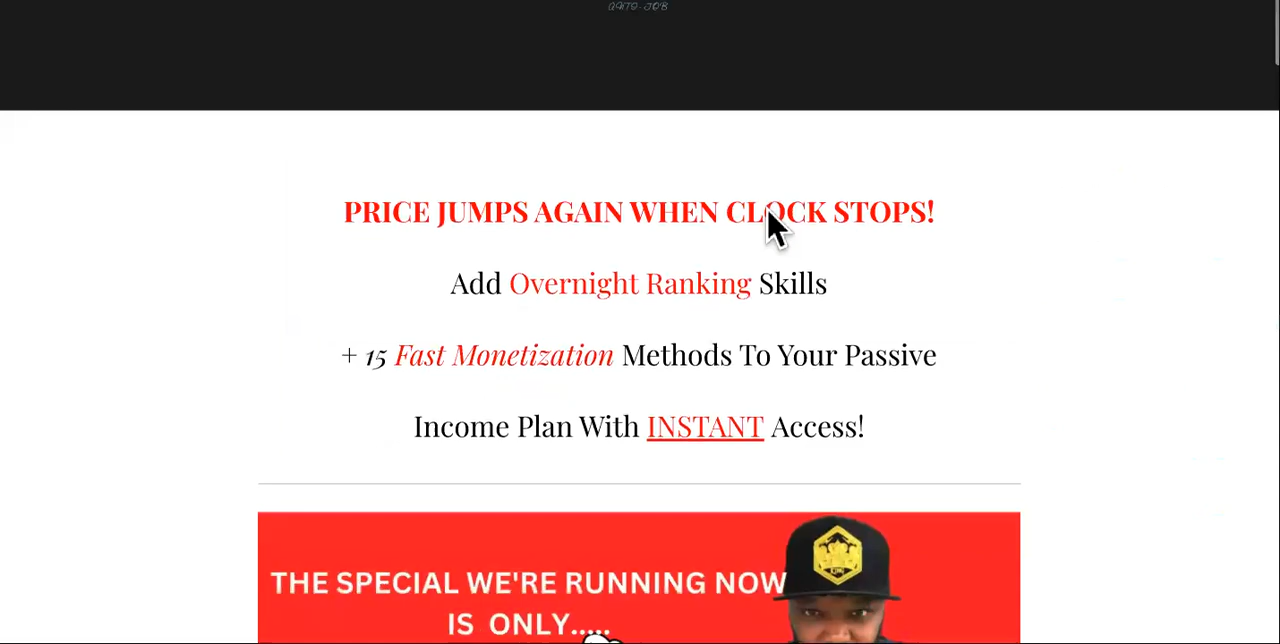 PRICE JUMPS AGAIN WHEN CLOCK STOPS!
Add Overnight Ranking Skills
+ 15 Fast Monetization Methods To Your Passive
Income Plan With INSTANT Access!
THE SPECIAL WE'RE RUNNING NOW
IS ONLY.....